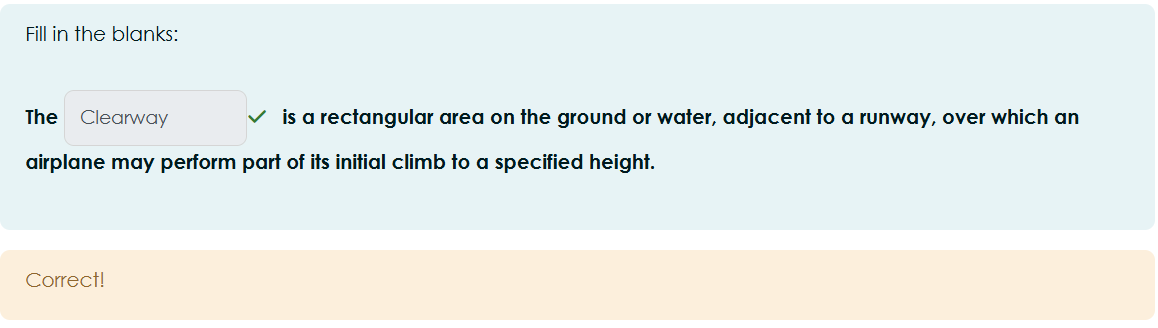 Fill in the blanks:
The Clearway is a rectangular area on the ground or water, adjacent to a runway, over which an
airplane may perform part of its initial climb to a specified height.
Correct!